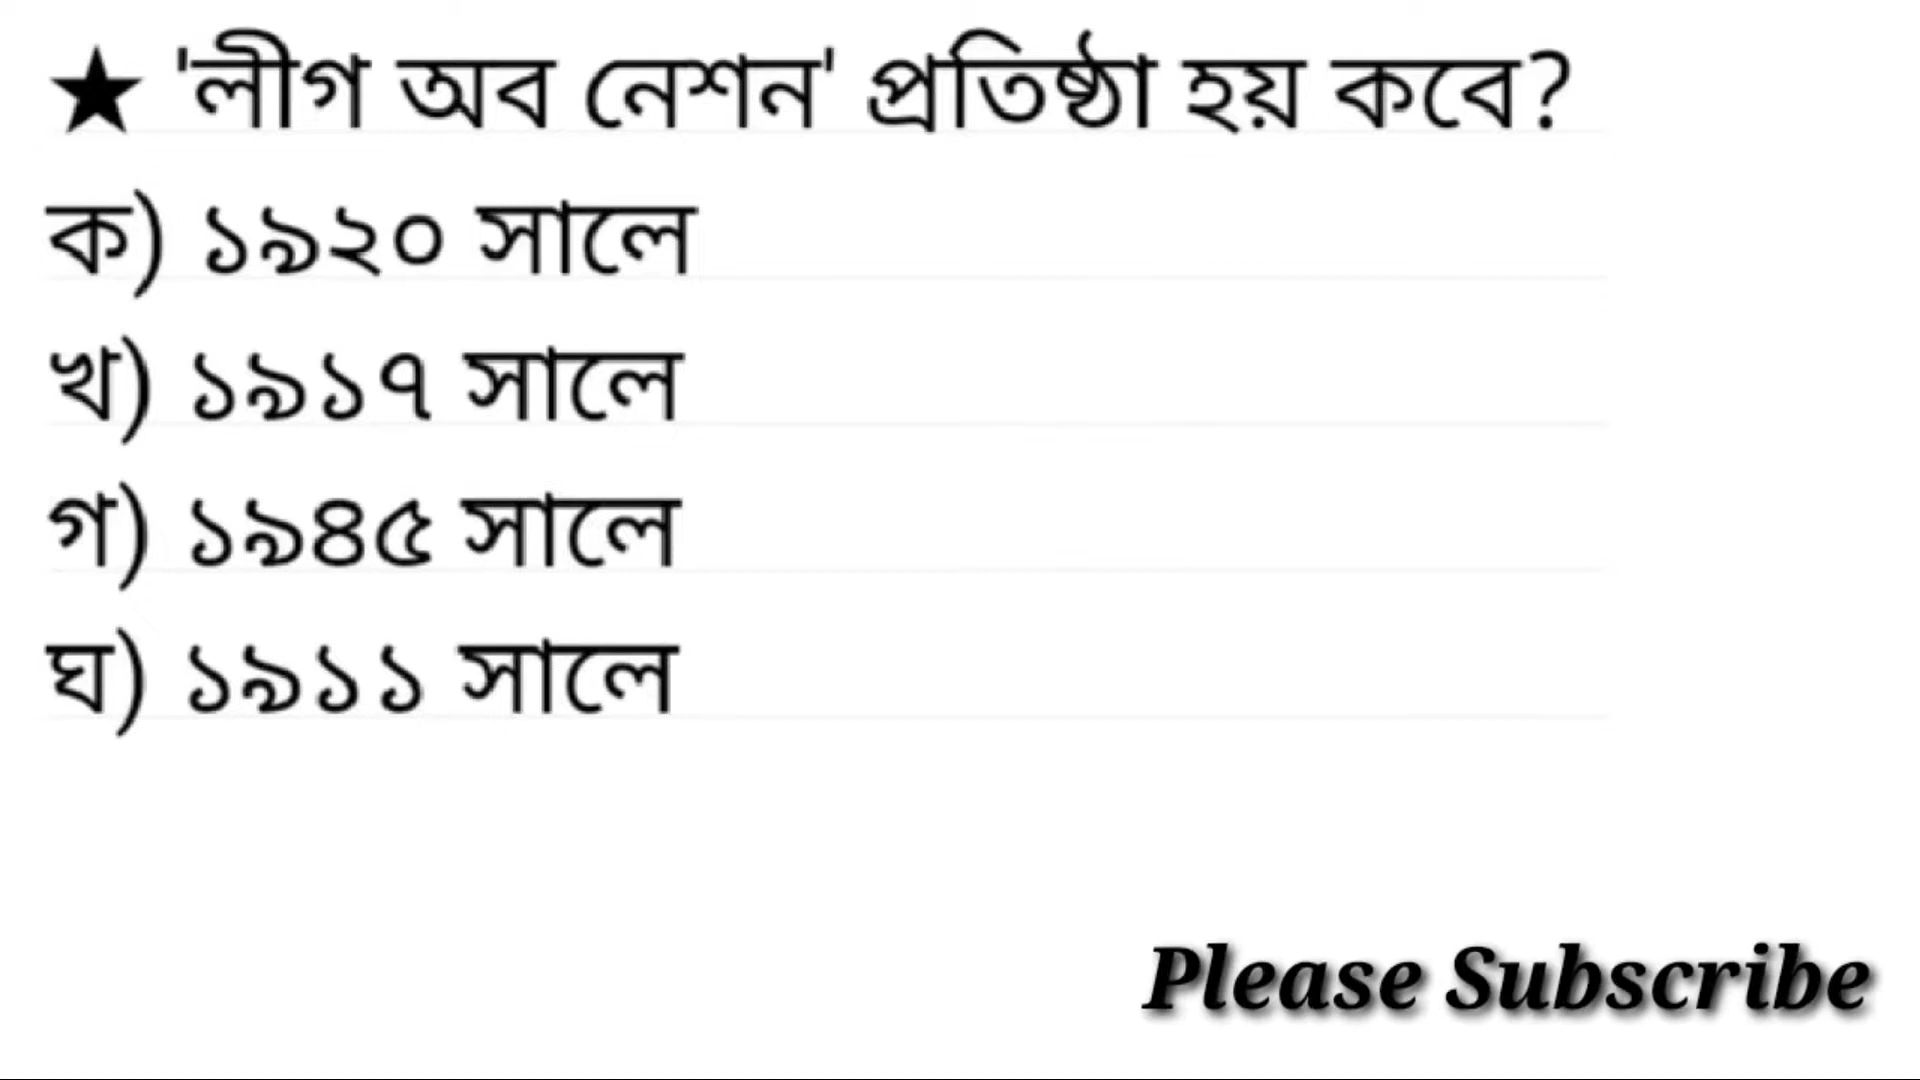 ★ 'লীগ অব নেশন' প্রতিষ্ঠা হয় কবে?
ক) ১৯২০ সালে
খ) ১৯১৭ সালে
গ) ১৯৪৫ সালে
ঘ) ১৯১১ সালে
Please Subscribe